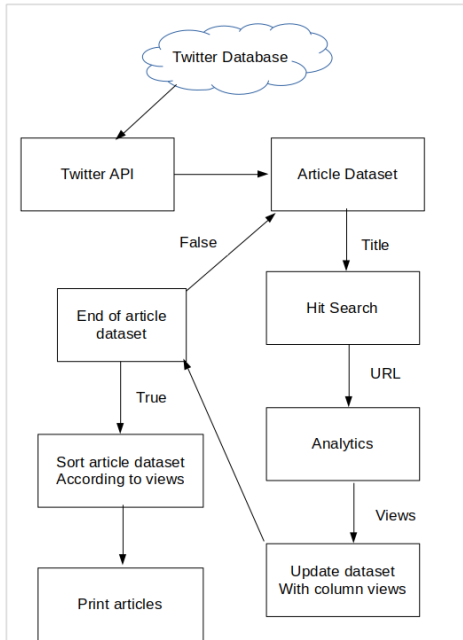 Twitter Database
Twitter API
Article Dataset
False
Title
End of article
dataset
Hit Search
True
URL
Sort article dataset
According to views
Analytics
Views
Print articles
Update dataset
With column views